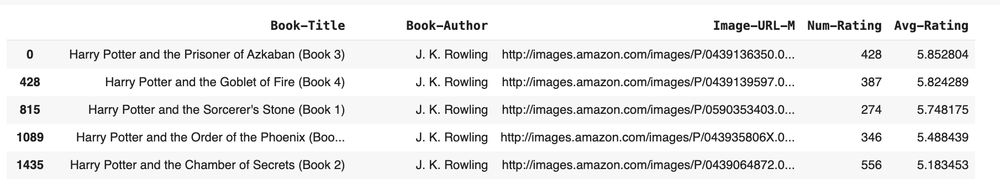 Book-Title Book-Author Image-URL-M Num-Rating Avg-Rating
0 Harry Potter and the Prisoner of Azkaban (Book 3) J. K. Rowling http://images.amazon.com/images/P/0439136350.0... 428 5.852804
428 Harry Potter and the Goblet of Fire (Book 4) J. K. Rowling http://images.amazon.com/images/P/0439139597.0... 387 5.824289
815 Harry Potter and the Sorcerer's Stone (Book 1) J. K. Rowling http://images.amazon.com/images/P/0590353403.0... 274 5.748175
1089 Harry Potter and the Order of the Phoenix (Boo... J. K. Rowling http://images.amazon.com/images/P/043935806X.0... 346 5.488439
1435 Harry Potter and the Chamber of Secrets (Book 2) J. K. Rowling http://images.amazon.com/images/P/0439064872.0... 556 5.183453